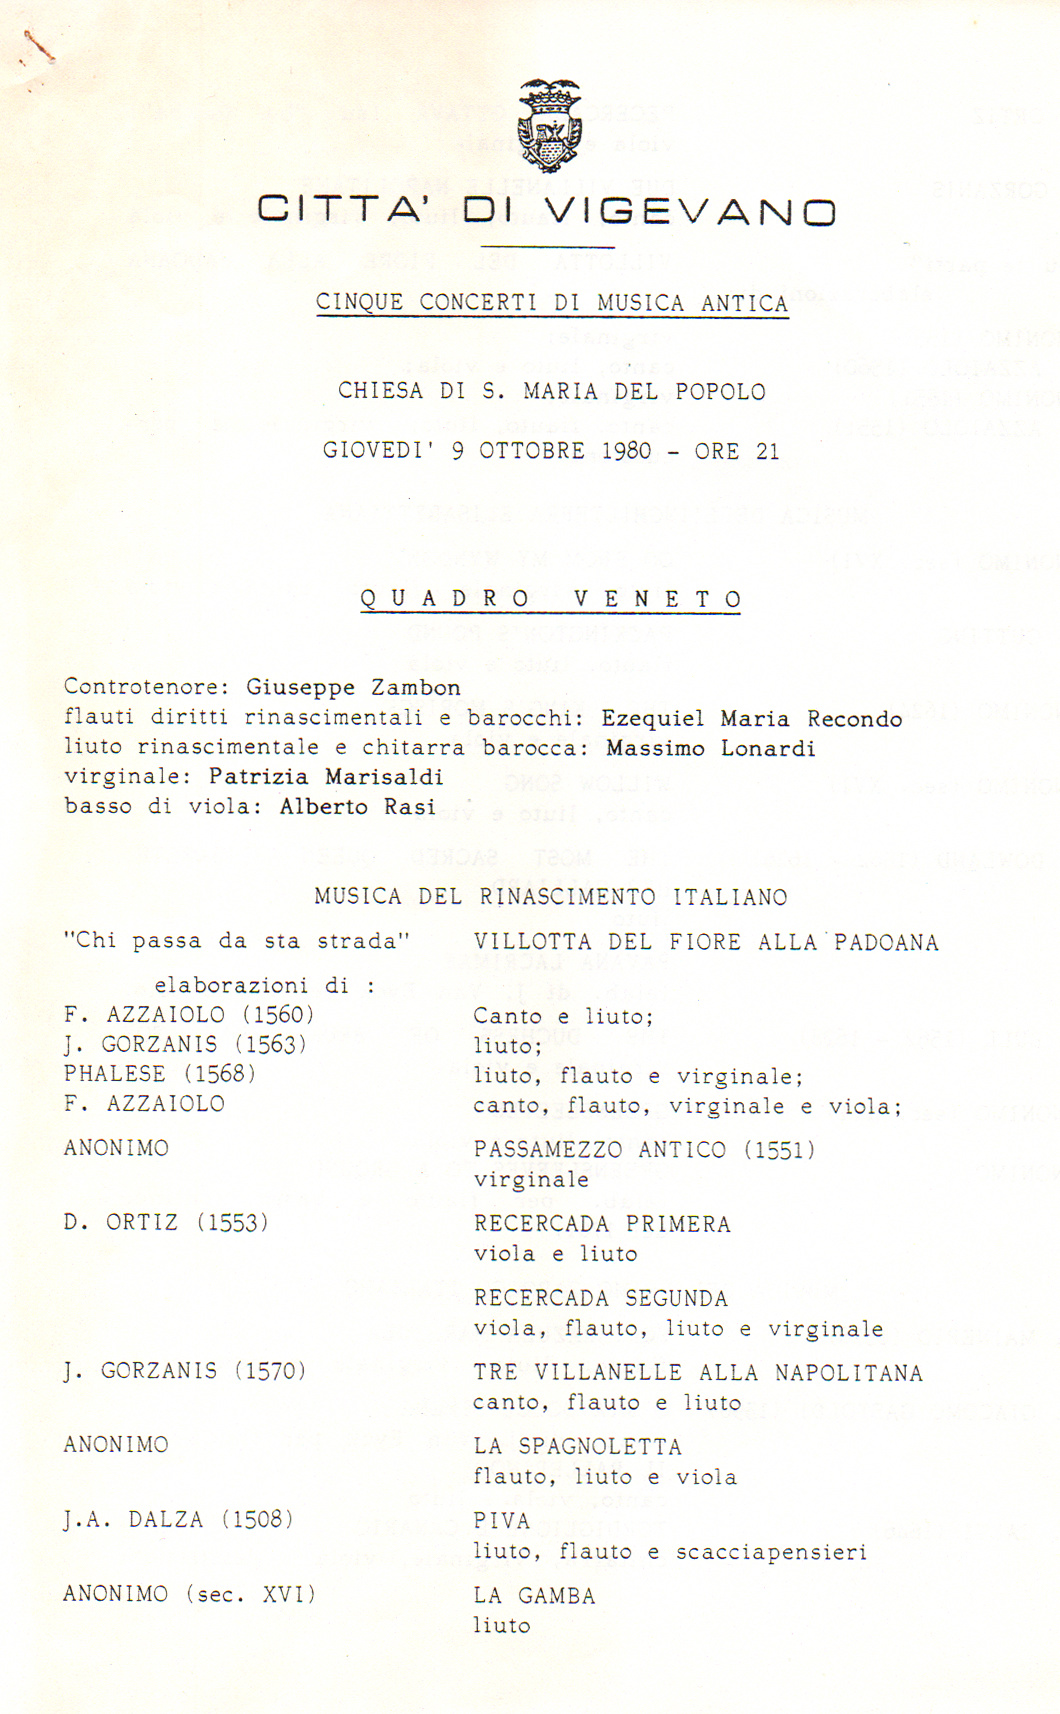 CITTA' DI VIGEVANO
CINQUE CONCERTI DI MUSICA ANTICA
CHIESA DI S. MARIA DEL POPOLO
GIOVEDI' 9 OTTOBRE 1980 - ORE 21
QUADRO VENETO
Controtenore: Giuseppe Zambon
flauti diritti rinascimentali e barocchi: Ezequiel Maria Recondo
liuto rinascimentale e chitarra barocca: Massimo Lonardi
virginale: Patrizia Marisaldi
basso di viola: Alberto Rasi
MUSICA DEL RINASCIMENTO ITALIANO
"Chi passa da sta strada" VILLOTTA DEL FIORE ALLA PADOANA
elaborazioni di :
F. AZZAIOLO (1560) Canto e liuto;
J. GORZANIS (1563) liuto;
PHALESE (1568) liuto, flauto e virginale;
F. AZZAIOLO canto, flauto, virginale e viola;
ANONIMO PASSAMEZZO ANTICO (1551)
virginale
D. ORTIZ (1553) RECERCADA PRIMERA
viola e liuto
RECERCADA SEGUNDA
viola, flauto, liuto e virginale
J. GORZANIS (1570) TRE VILLANELLE ALLA NAPOLITANA
canto, flauto e liuto
ANONIMO LA SPAGNOLETTA
flauto, liuto e viola
J.A. DALZA (1508) PIVA
liuto, flauto e scacciapensieri
ANONIMO (sec. XVI) LA GAMBA
liuto